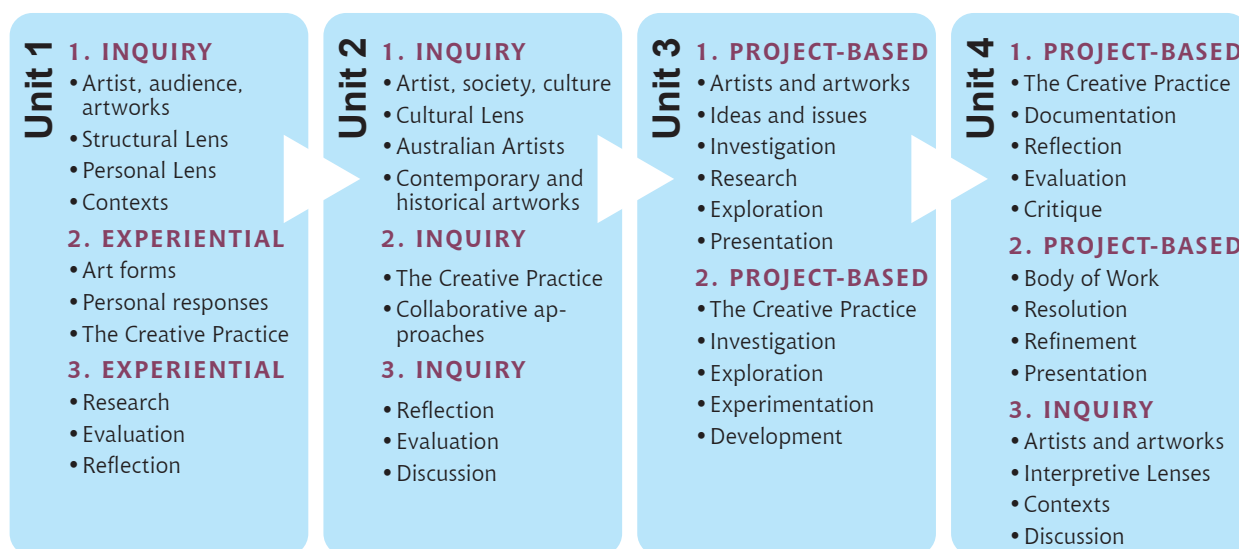 Unit 1
1. INQUIRY
• Artist, audience,
artworks
• Structural Lens
• Personal Lens
• Contexts
2. EXPERIENTIAL
• Art forms
• Personal responses
• The Creative Practice
3. EXPERIENTIAL
• Research
• Evaluation
• Reflection
Unit 2
1. INQUIRY
• Artist, society, culture
• Cultural Lens
• Australian Artists
• Contemporary and
historical artworks
2. INQUIRY
• The Creative Practice
• Collaborative ap-
proaches
3. INQUIRY
• Reflection
• Evaluation
• Discussion
Unit 3
1. PROJECT-BASED
• Artists and artworks
• Ideas and issues
• Investigation
• Research
• Exploration
• Presentation
2. PROJECT-BASED
• The Creative Practice
• Investigation
• Exploration
• Experimentation
• Development
Unit 4
1. PROJECT-BASED
• The Creative Practice
• Documentation
• Reflection
• Evaluation
• Critique
2. PROJECT-BASED
• Body of Work
• Resolution
• Refinement
• Presentation
3. INQUIRY
• Artists and artworks
• Interpretive Lenses
• Contexts
• Discussion